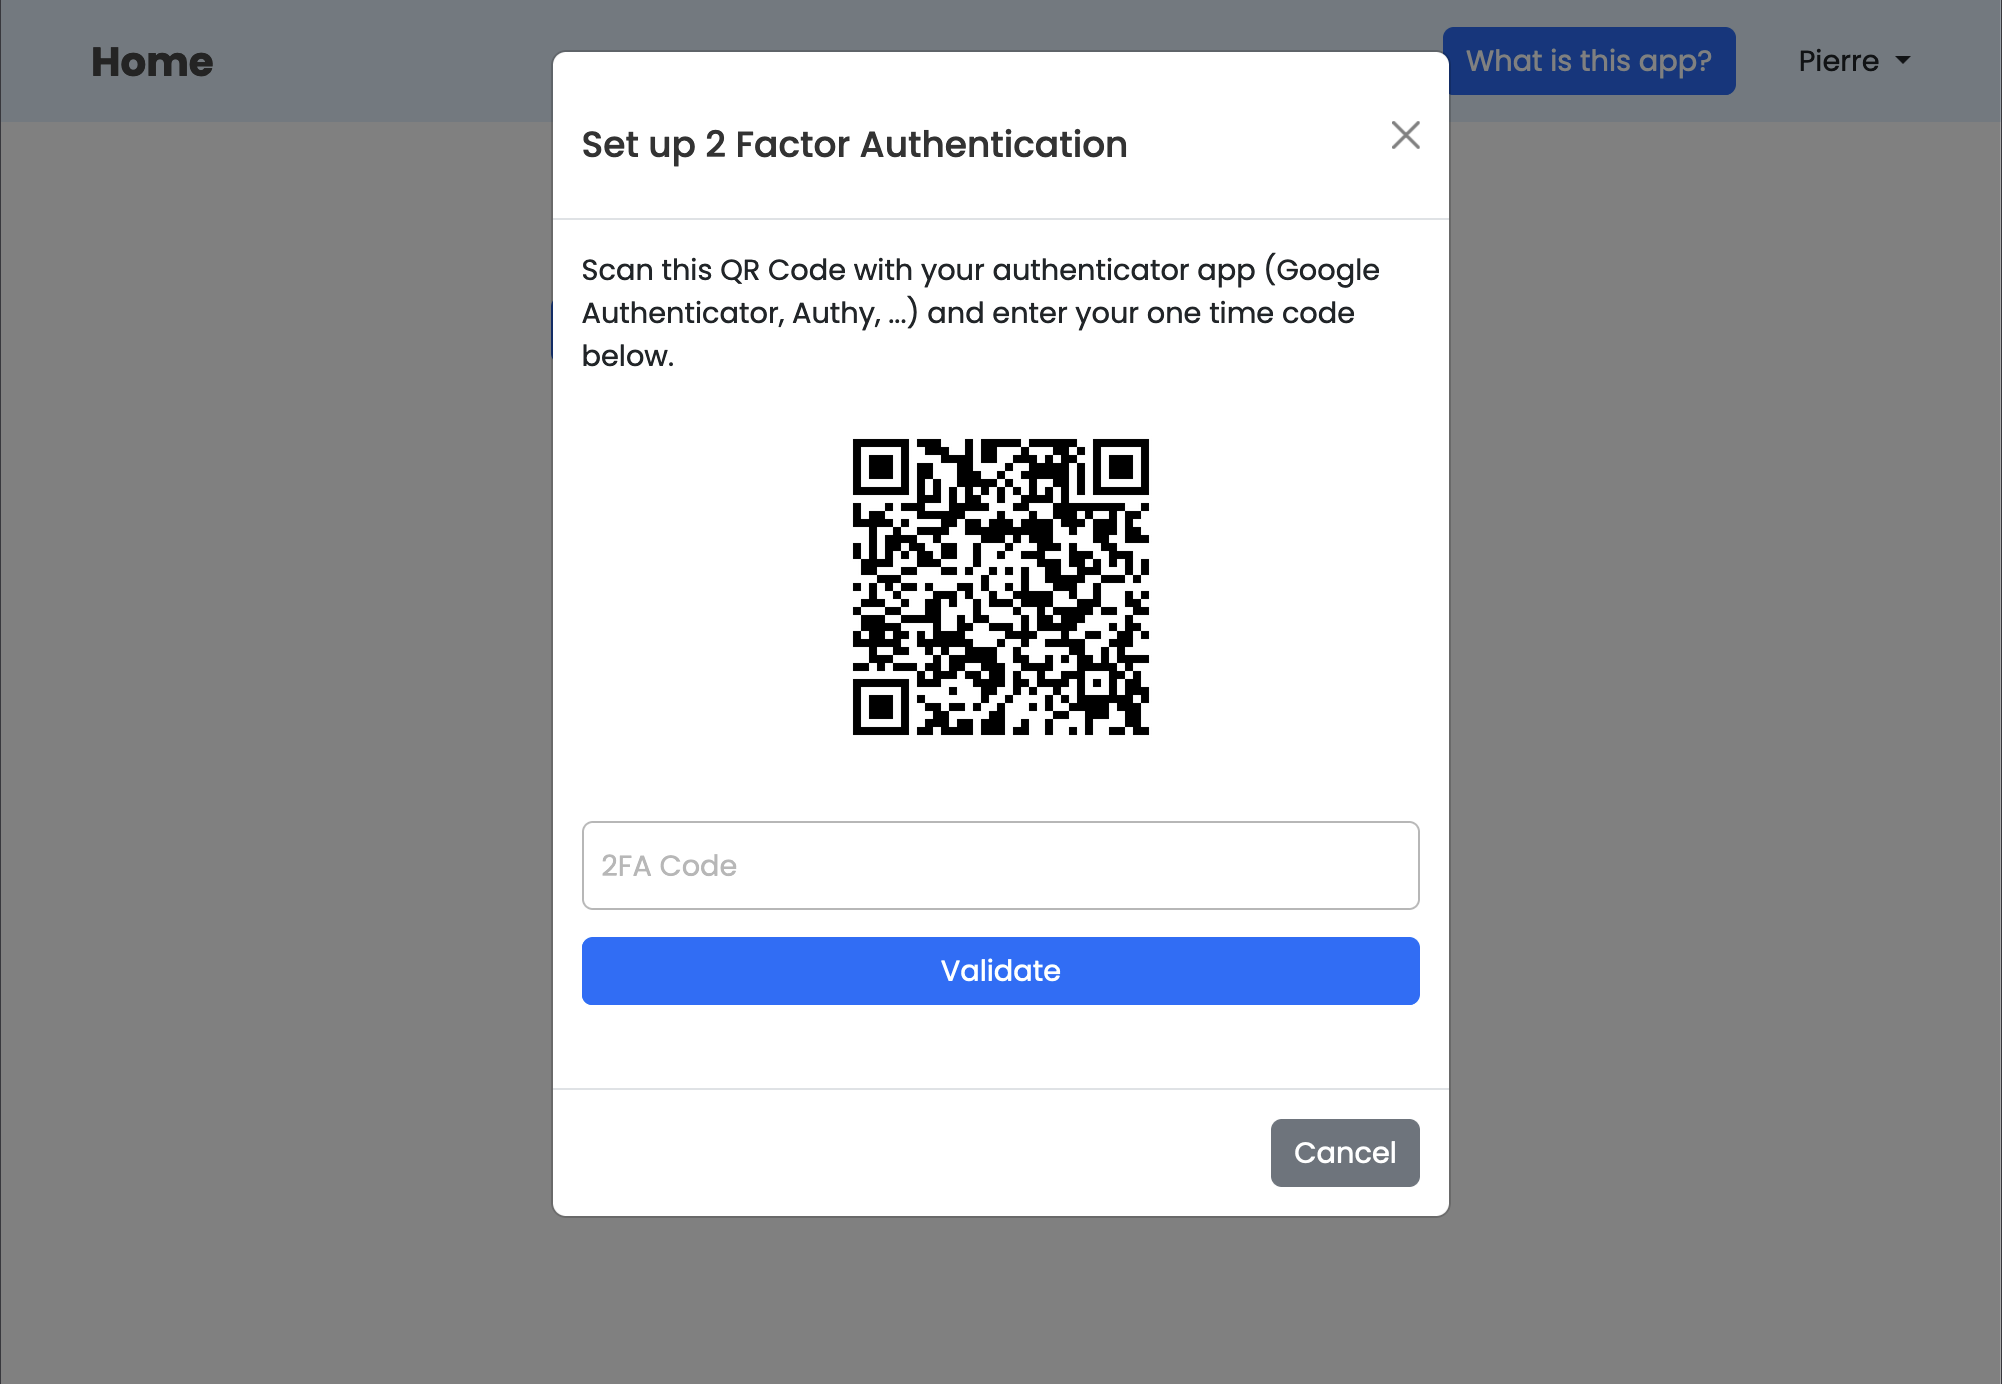 Home
What is this app?
Pierre
Set up 2 Factor Authentication
Scan this QR Code with your authenticator app (Google
Authenticator, Authy, ...) and enter your one time code
below.
2FA Code
Validate
Cancel